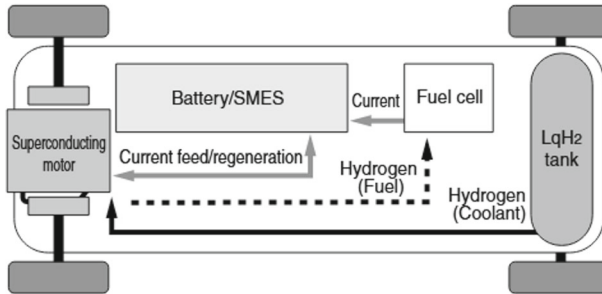 Battery/SMES
Current
Fuel cell
LqH2
tank
Superconducting
motor
Current feed/regeneration
Hydrogen
(Fuel)
Hydrogen
(Coolant)